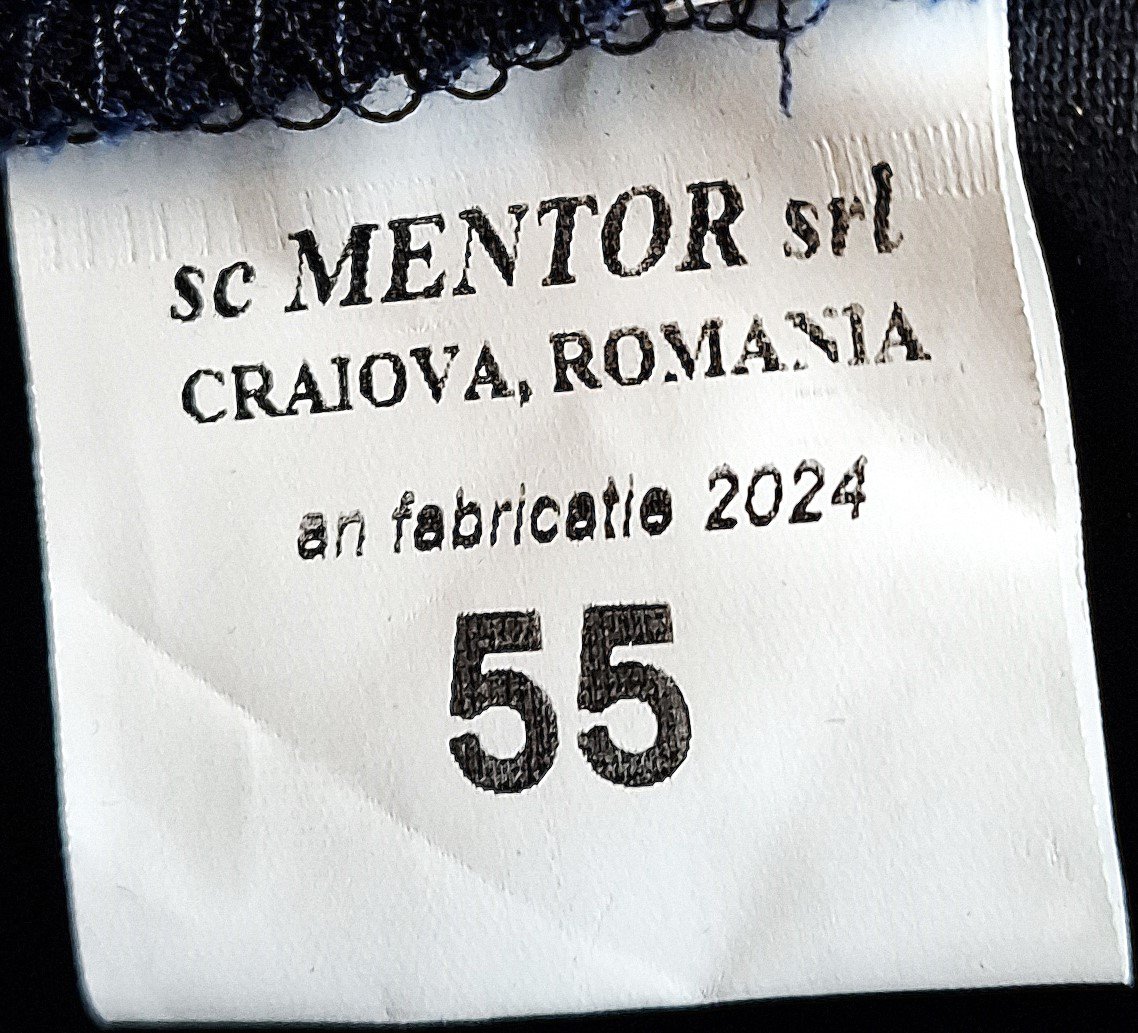 sc MENTOR srl
CRAIOVA, ROMANIA
an fabricatie 2024
55